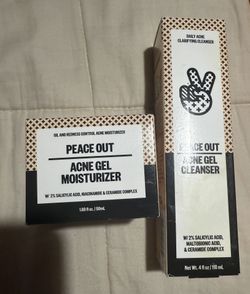 OIL AND REDNESS CONTROL ACNE MOISTURIZER
PEACE OUT
ACNE GEL
MOISTURIZER
W/ 2% SALICYLIC ACID, NIACINAMIDE & CERAMIDE COMPLEX
1.69 fl.oz / 50mL
DAILY ACNE
CLARIFYING CLEANSER
PEACE OUT
ACNE GEL
CLEANSER
W/ 2% SALICYLIC ACID,
MALTOBIONIC ACID,
& CERAMIDE COMPLEX
Net Wt. 4 fl oz / 118 mL